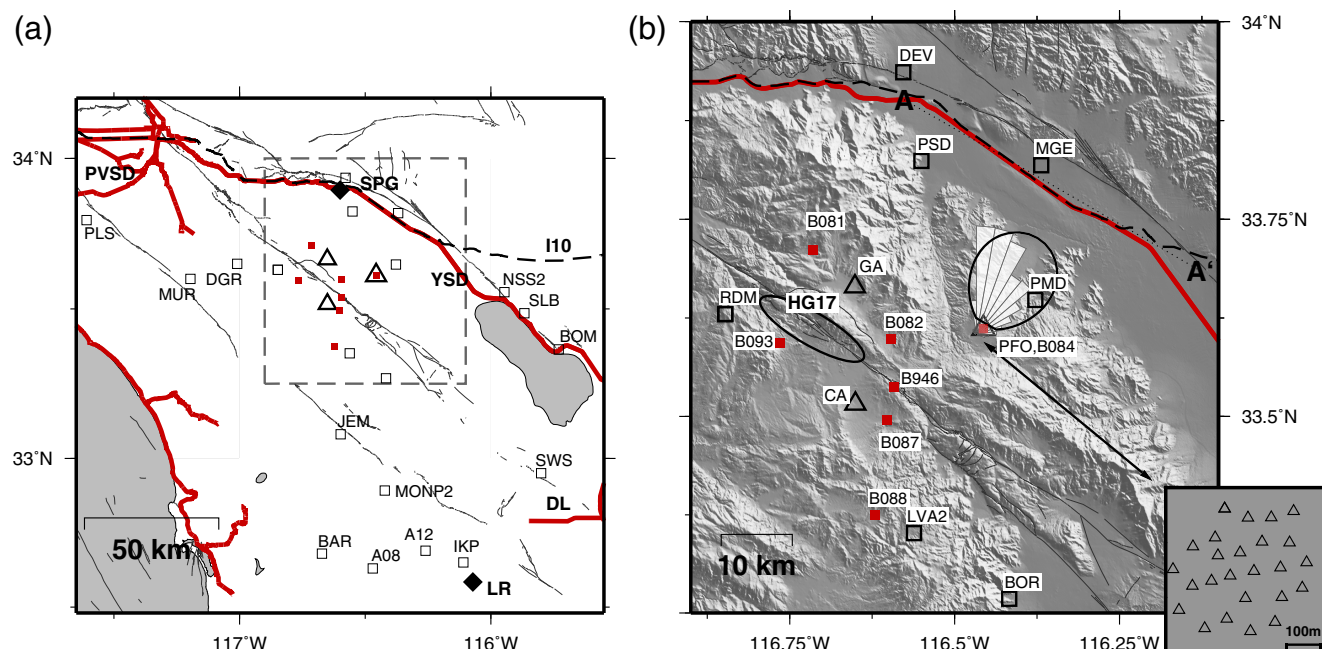 (a)
34°N
33°N
117°W
116°W
PVSD
SPG
I10
PLS
MUR
DGR
YSD
NSS2
SLB
BOM
JEM
SWS
MONP2
DL
50 km
BAR
A08
A12
IKP
LR
(b)
34°N
33.75°N
33.5°N
116.75°W
116.5°W
116.25°W
DEV
A
PSD
MGE
B081
GA
A'
RDM
HG17
PMD
B093
B082
PFO,B084
B946
CA
B087
B088
LVA2
10 km
BOR
100m